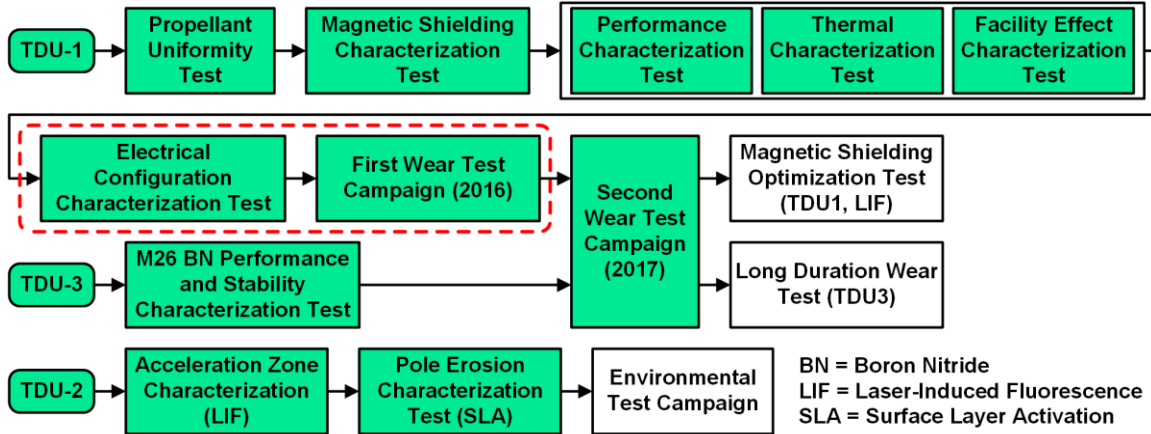 TDU-1
Propellant
Uniformity
Test
Magnetic Shielding
Characterization
Test
Performance
Characterization
Test
Thermal
Characterization
Test
Facility Effect
Characterization
Test
Electrical
Configuration
Characterization Test
First Wear Test
Campaign (2016)
Second
Wear Test
Campaign
(2017)
Magnetic Shielding
Optimization Test
(TDU1, LIF)
TDU-3
M26 BN Performance
and Stability
Characterization Test
Long Duration Wear
Test (TDU3)
TDU-2
Acceleration Zone
Characterization
(LIF)
Pole Erosion
Characterization
Test (SLA)
Environmental
Test Campaign
BN = Boron Nitride
LIF = Laser-Induced Fluorescence
SLA = Surface Layer Activation